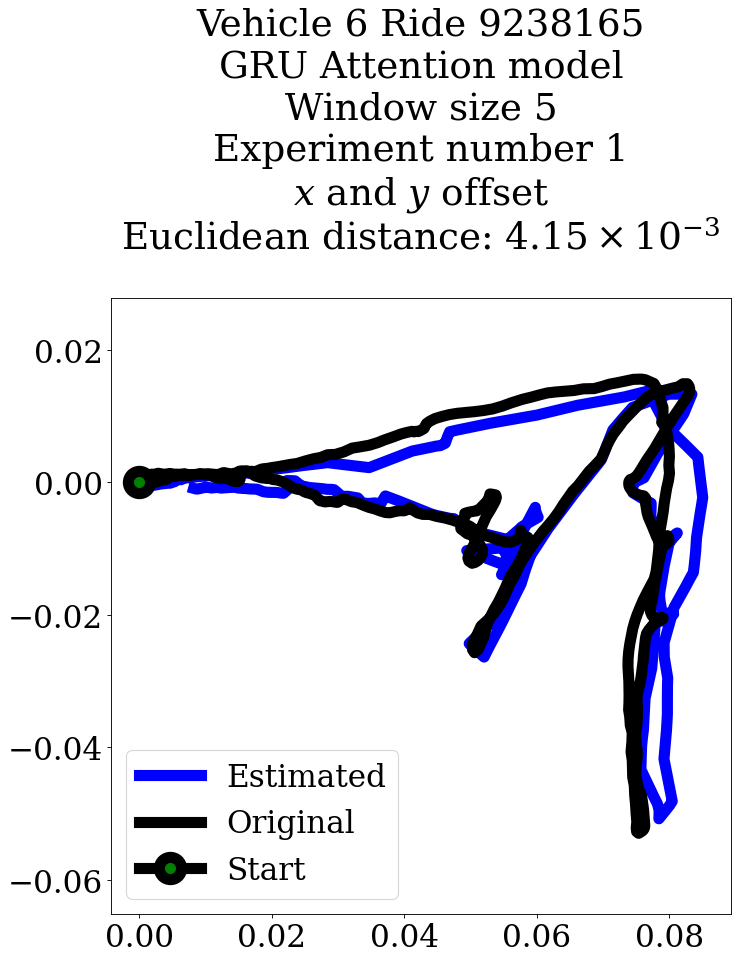 Vehicle 6 Ride 9238165
GRU Attention model
Window size 5
Experiment number 1
x and y offset
Euclidean distance: 4.15 × 10⁻³
0.02
0.00
−0.02
−0.04
−0.06
Estimated
Original
Start
0.00 0.02 0.04 0.06 0.08